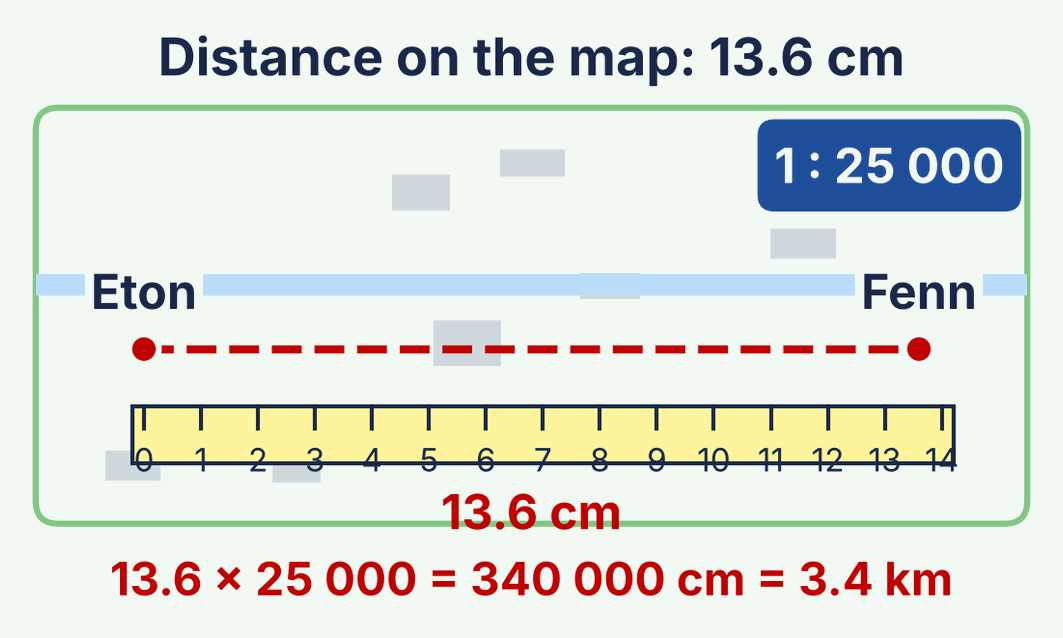 Distance on the map: 13.6 cm
1 : 25 000
Eton Fenn
0 1 2 3 4 5 6 7 8 9 10 11 12 13 14
13.6 cm
13.6 × 25 000 = 340 000 cm = 3.4 km